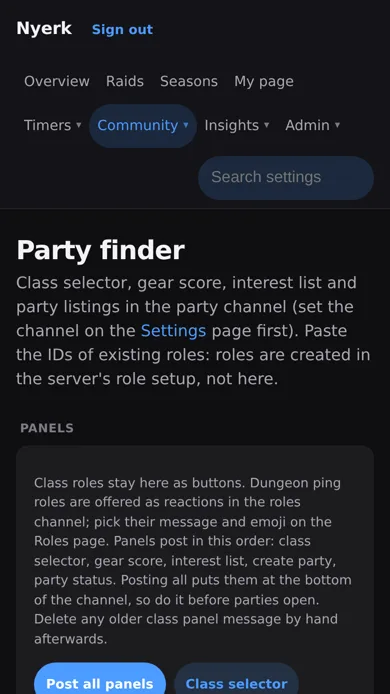 Nyerk Sign out
Overview Raids Seasons My page
Timers ▾ Community ▾ Insights ▾ Admin ▾
Search settings
Party finder
Class selector, gear score, interest list and
party listings in the party channel (set the
channel on the Settings page first). Paste
the IDs of existing roles: roles are created in
the server's role setup, not here.
PANELS
Class roles stay here as buttons. Dungeon ping
roles are offered as reactions in the roles
channel; pick their message and emoji on the
Roles page. Panels post in this order: class
selector, gear score, interest list, create party,
party status. Posting all puts them at the bottom
of the channel, so do it before parties open.
Delete any older class panel message by hand
afterwards.
Post all panels Class selector